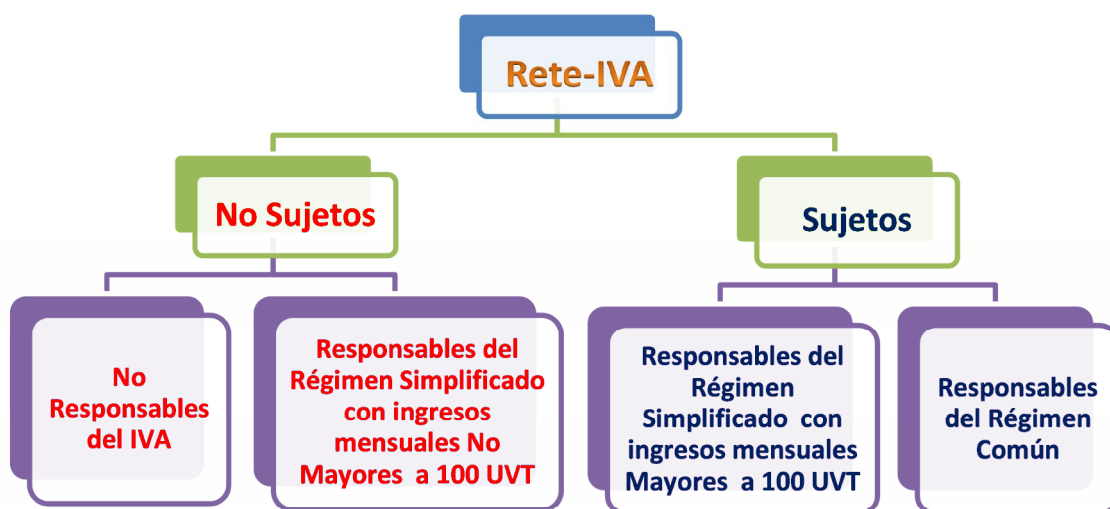 Rete-IVA
No Sujetos
Sujetos
No
Responsables
del IVA
Responsables del
Régimen Simplificado
con ingresos
mensuales No
Mayores a 100 UVT
Responsables del
Régimen
Simplificado con
ingresos mensuales
Mayores a 100 UVT
Responsables
del Régimen
Común